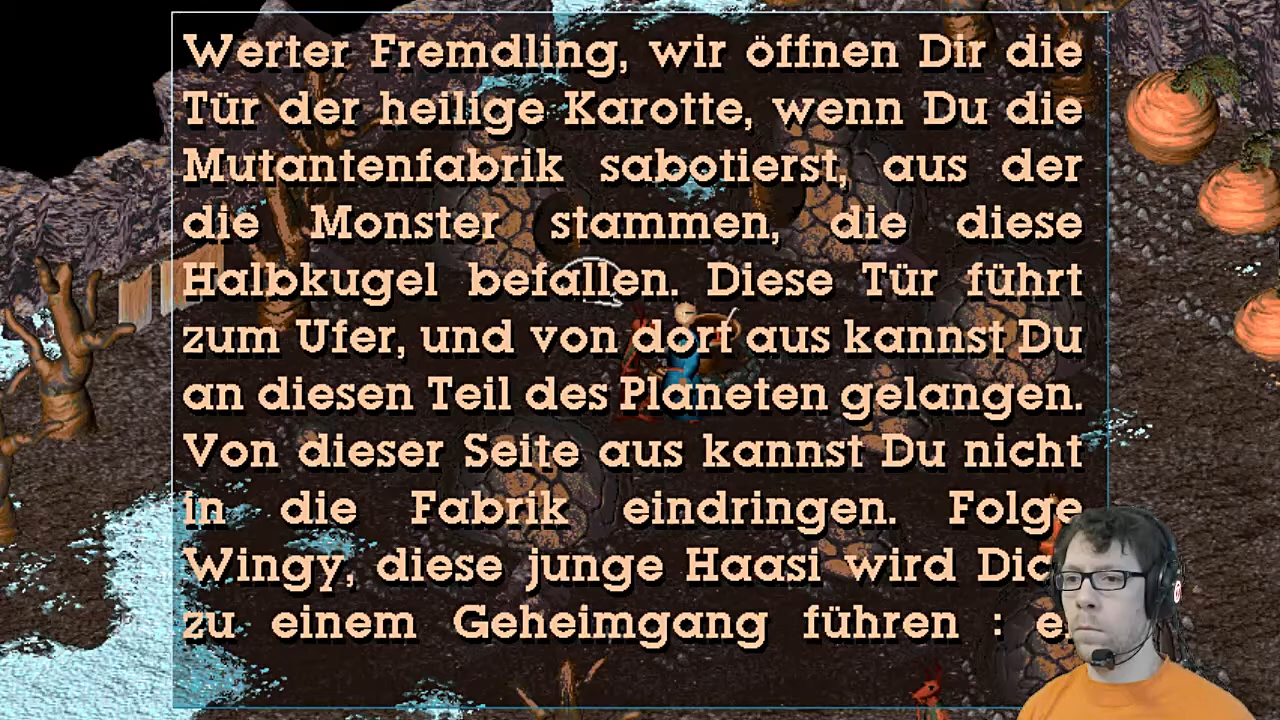 Werter Fremdling, wir öffnen Dir die
Tür der heilige Karotte, wenn Du die
Mutantenfabrik sabotierst, aus der
die Monster stammen, die diese
Halbkugel befallen. Diese Tür führt
zum Ufer, und von dort aus kannst Du
an diesen Teil des Planeten gelangen.
Von dieser Seite aus kannst Du nicht
in die Fabrik eindringen. Folge
Wingy, diese junge Haasi wird
zu einem Geheimgang führen :